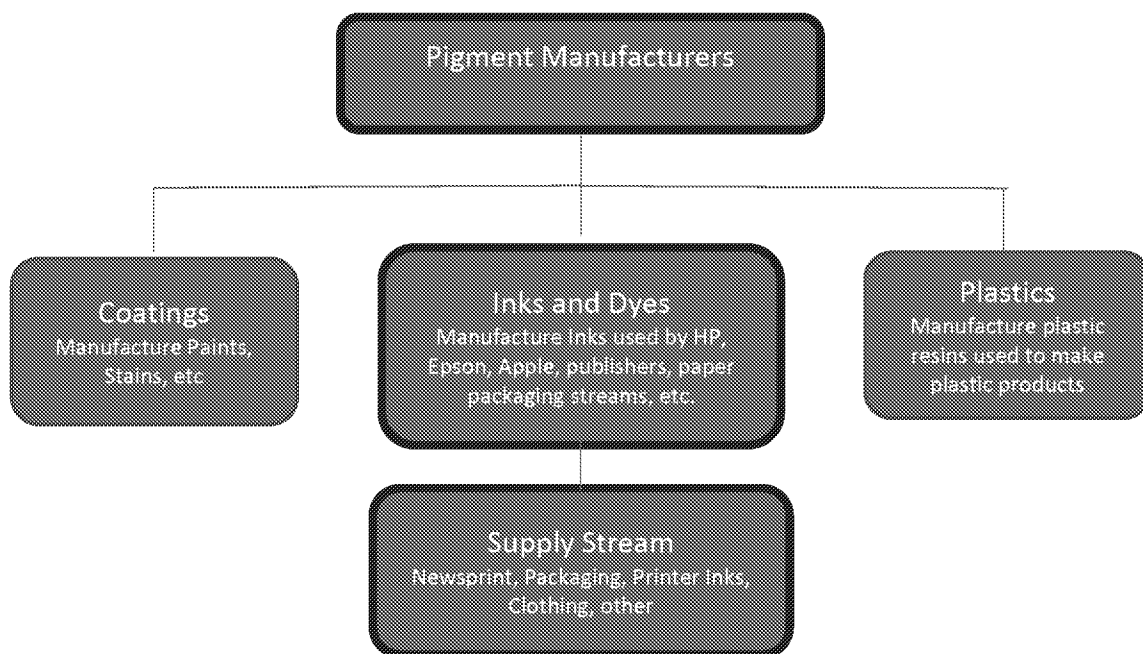 Pigment Manufacturers
Coatings
Manufacture Paints,
Stains, etc
Inks and Dyes
Manufacture Inks used by HP,
Epson, Apple, publishers, paper
packaging streams, etc.
Plastics
Manufacture plastic
resins used to make
plastic products
Supply Stream
Newsprint, Packaging, Printer Inks,
Clothing, other